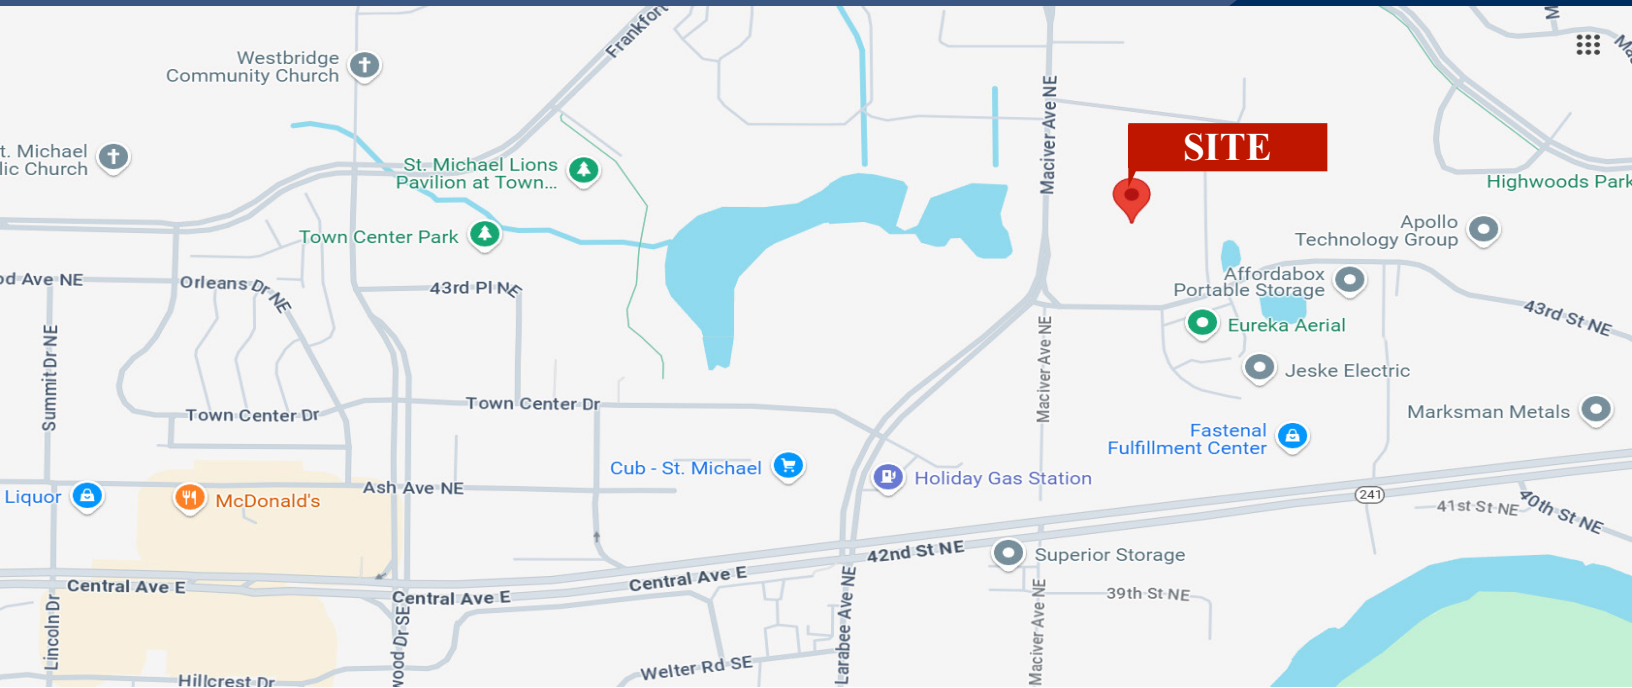 Frankfort
M
Ma
Westbridge
Community Church
Maciver Ave NE
SITE
t. Michael
lic Church
St. Michael Lions
Pavilion at Town...
Highwoods Park
Town Center Park
Apollo
Technology Group
od Ave NE
Orleans Dr NE
43rd Pl NE
Affordabox
Portable Storage
43rd St NE
Summit Dr NE
Maciver Ave NE
Eureka Aerial
Jeske Electric
Town Center Dr
Town Center Dr
Marksman Metals
Fastenal
Fulfillment Center
Cub - St. Michael
Holiday Gas Station
Ash Ave NE
Liquor
McDonald's
241
41st St NE
40th St NE
42nd St NE
Superior Storage
Central Ave E
Central Ave E
Central Ave E
39th St NE
Lincoln Dr
wood Dr SE
Larabee Ave NE
Maciver Ave NE
Welter Rd SE
Hillcrest Dr